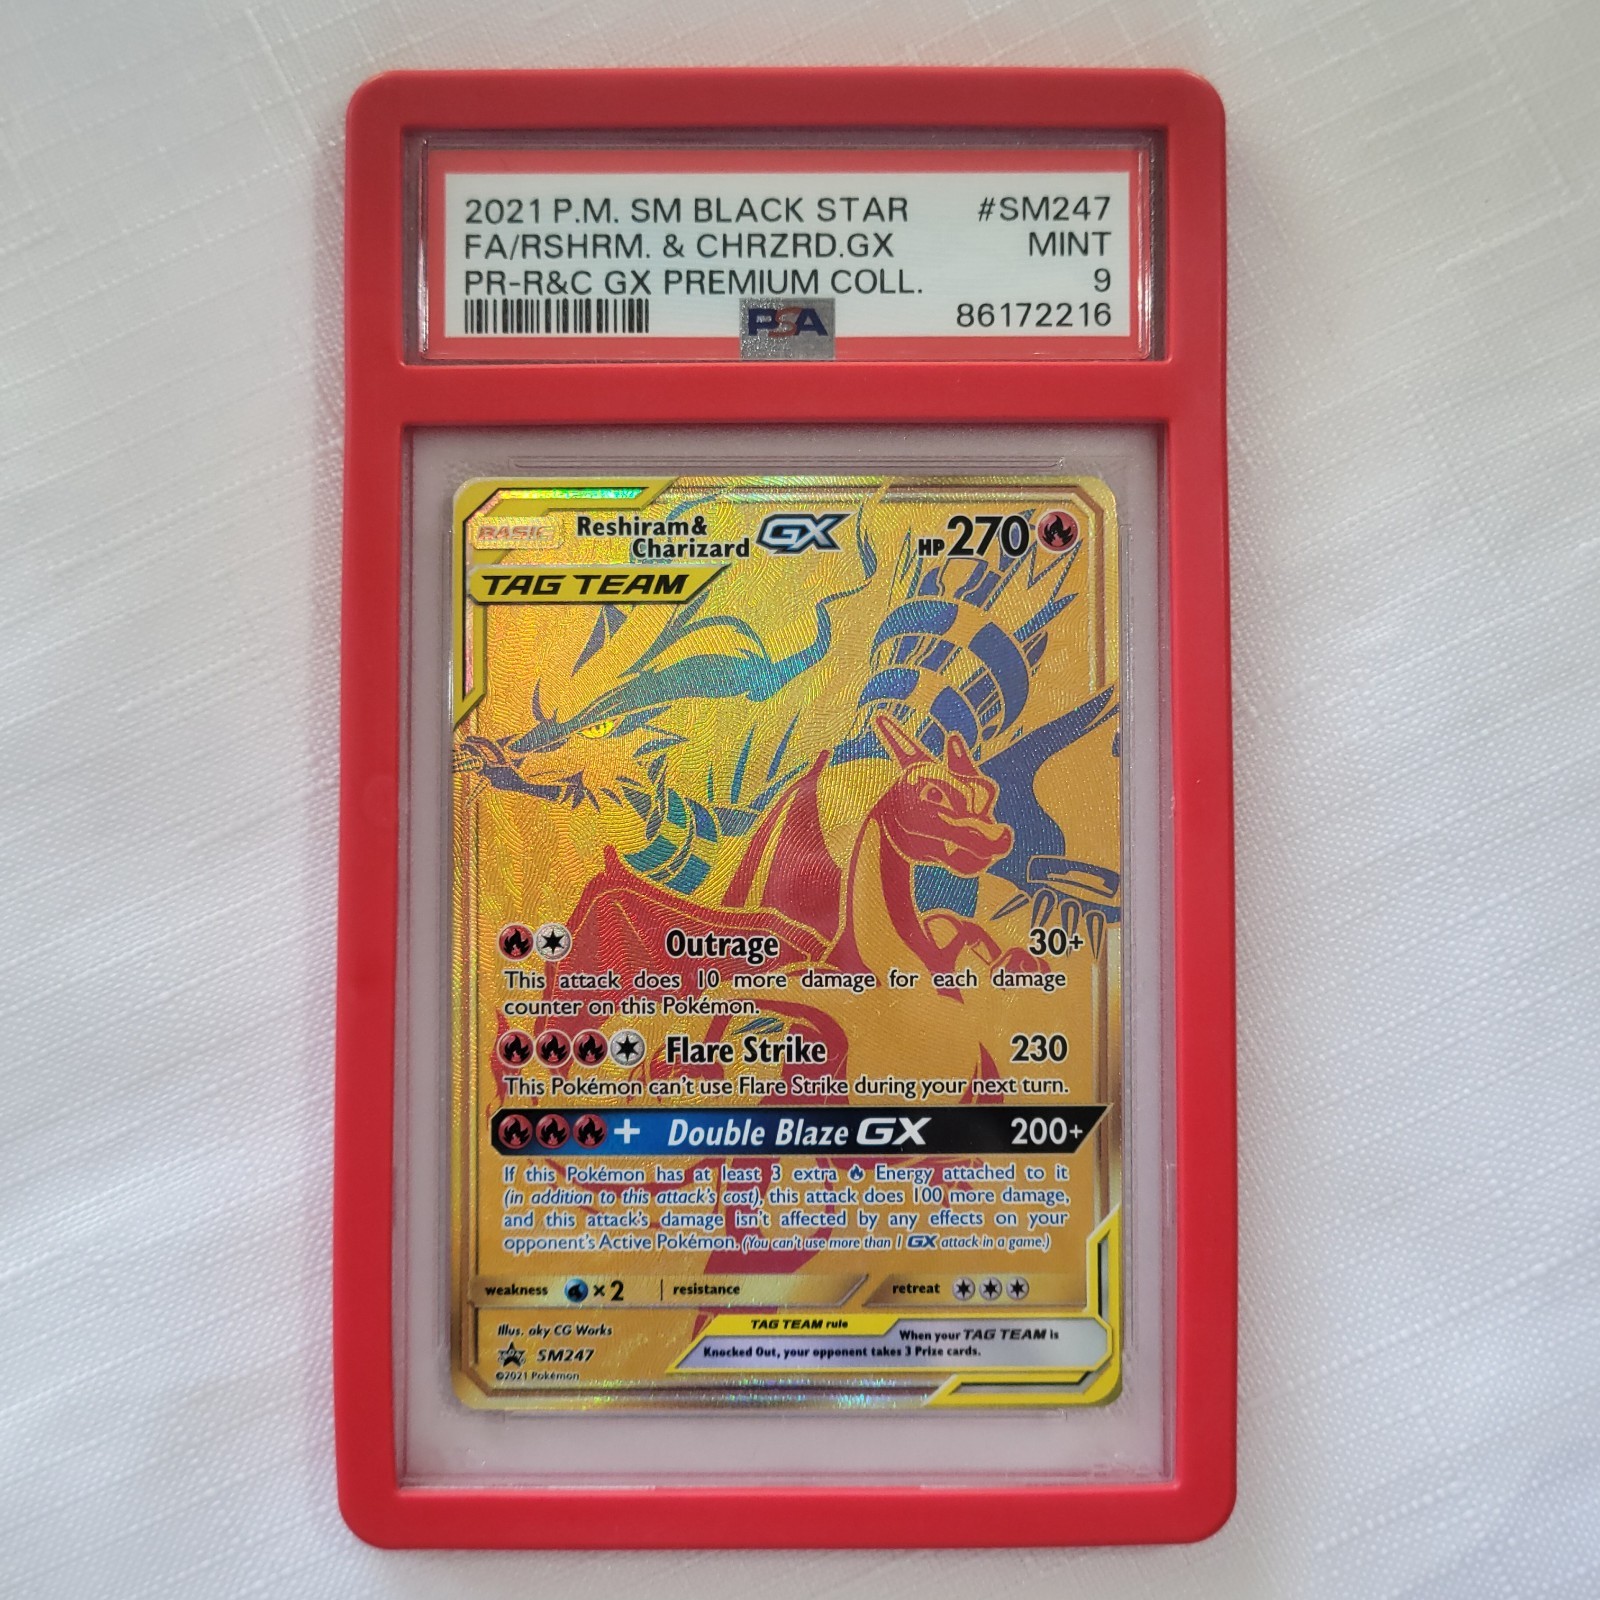 2021 P.M. SM BLACK STAR #SM247
FA/RSHRM. & CHRZRD.GX MINT
PR-R&C GX PREMIUM COLL. 9
PSA 86172216
BASIC Reshiram& Charizard GX HP270
TAG TEAM
Outrage 30+
This attack does 10 more damage for each damage
counter on this Pokémon.
Flare Strike 230
This Pokémon can't use Flare Strike during your next turn.
+ Double Blaze GX 200+
If this Pokémon has at least 3 extra Energy attached to it
(in addition to this attack's cost), this attack does 100 more damage,
and this attack's damage isn't affected by any effects on your
opponent's Active Pokémon. (You can't use more than 1 GX attack in a game.)
weakness ×2 resistance retreat
TAG TEAM rule
When your TAG TEAM is
Knocked Out, your opponent takes 3 Prize cards.
Illus. aky CG Works
SM247
©2021 Pokémon